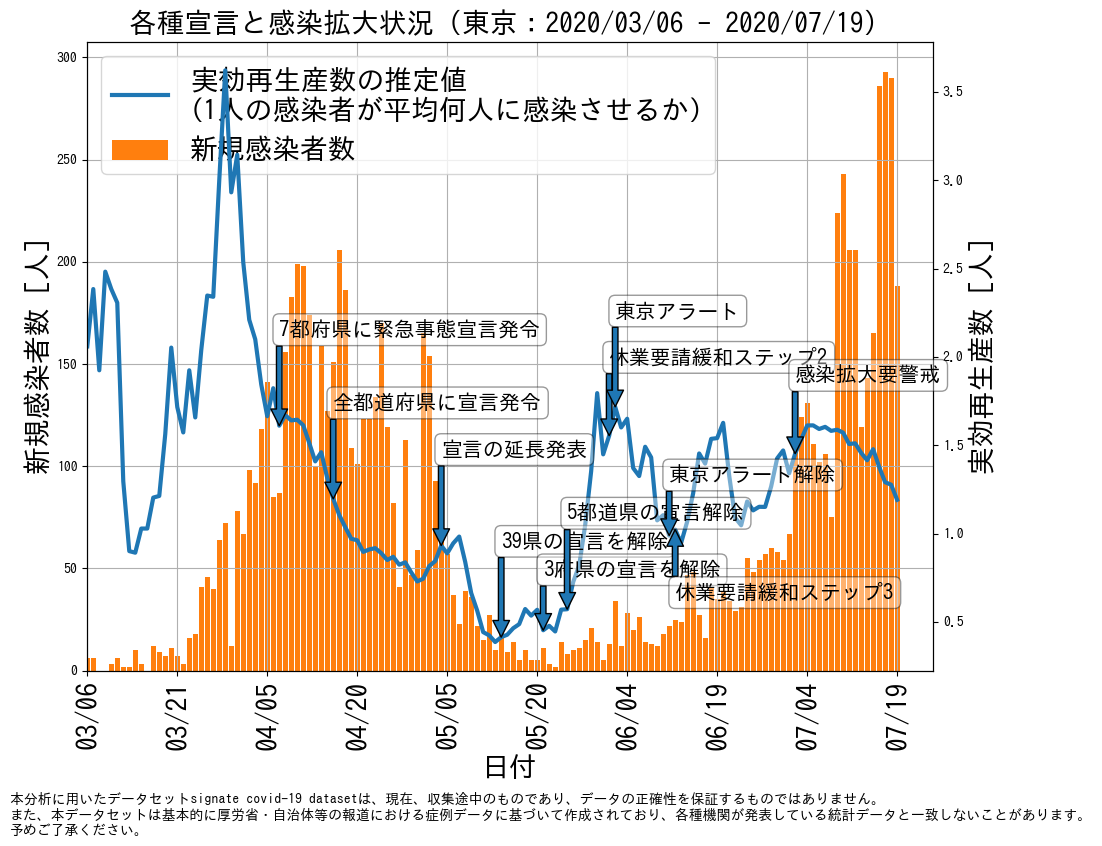 各種宣言と感染拡大状況 (東京：2020/03/06 - 2020/07/19)
実効再生産数の推定値
(1人の感染者が平均何人に感染させるか)
新規感染者数
新規感染者数 [人]
300
250
200
150
100
50
0
実効再生産数 [人]
3.5
3.0
2.5
2.0
1.5
1.0
0.5
東京アラート
7都府県に緊急事態宣言発令
休業要請緩和ステップ2
感染拡大要警戒
全都道府県に宣言発令
宣言の延長発表
東京アラート解除
5都道県の宣言解除
39県の宣言を解除
3府県の宣言を解除
休業要請緩和ステップ3
03/06
03/21
04/05
04/20
05/05
05/20
06/04
06/19
07/04
07/19
日付
本分析に用いたデータセットsignate covid-19 datasetは、現在、収集途中のものであり、データの正確性を保証するものではありません。
また、本データセットは基本的に厚労省・自治体等の報道における症例データに基づいて作成されており、各種機関が発表している統計データと一致しないことがあります。
予めご了承ください。